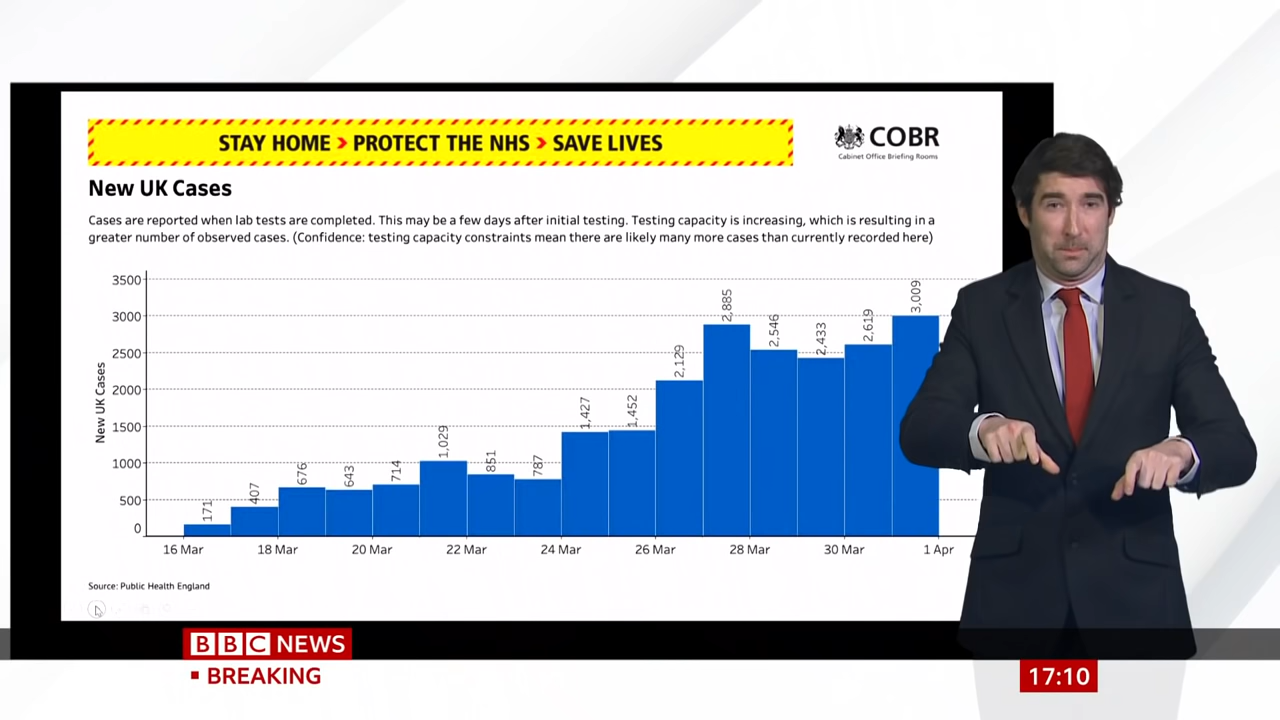 STAY HOME > PROTECT THE NHS > SAVE LIVES
COBR
Cabinet Office Briefing Rooms
New UK Cases
Cases are reported when lab tests are completed. This may be a few days after initial testing. Testing capacity is increasing, which is resulting in a
greater number of observed cases. (Confidence: testing capacity constraints mean there are likely many more cases than currently recorded here)
New UK Cases
3500
3000
2500
2000
1500
1000
500
0
171
407
676
643
714
1,029
851
787
1,427
1,452
2,129
2,885
2,546
2,433
2,619
3,009
16 Mar
18 Mar
20 Mar
22 Mar
24 Mar
26 Mar
28 Mar
30 Mar
1 Apr
Source: Public Health England
BBC NEWS
BREAKING
17:10